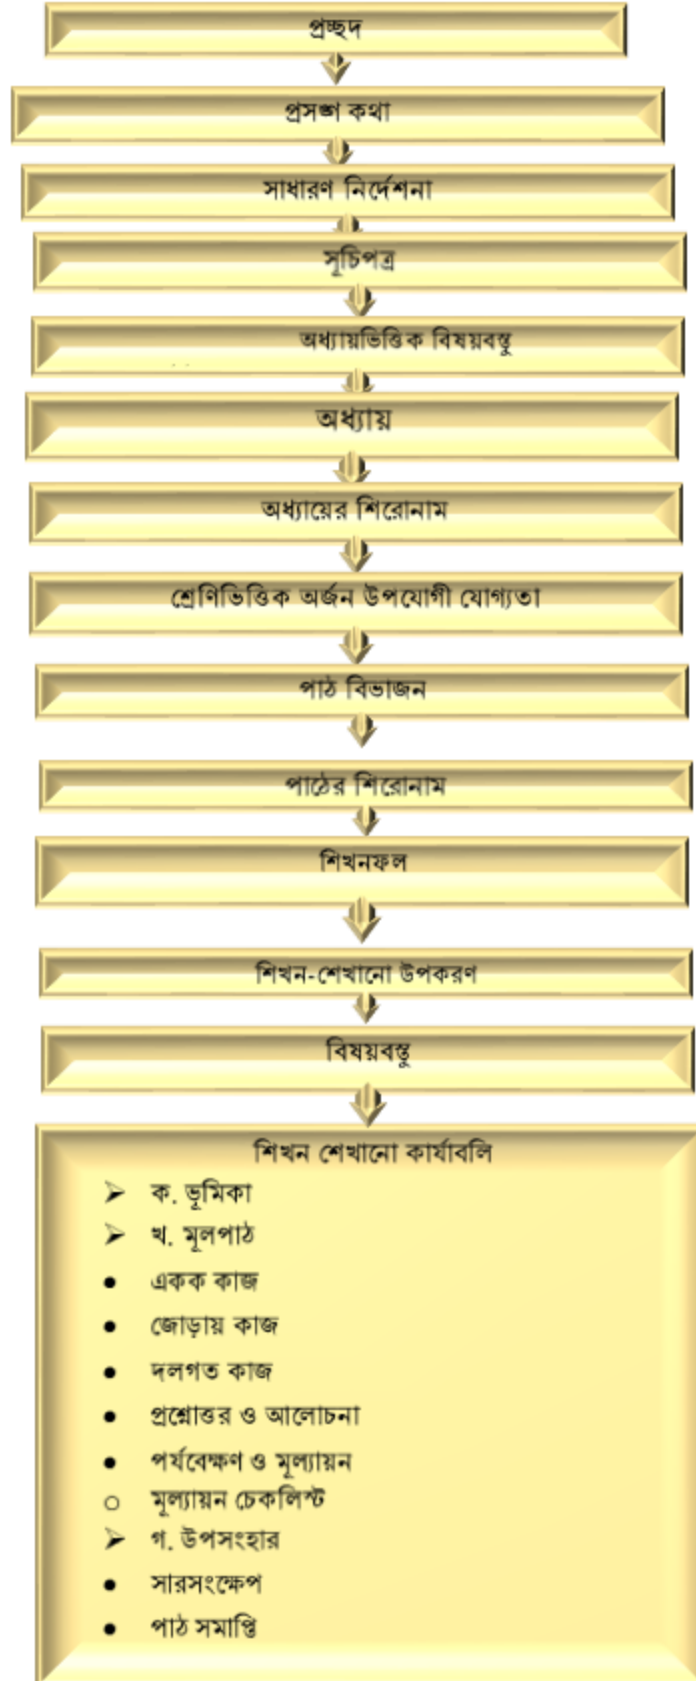 প্রচ্ছদ
প্রসঙ্গ কথা
সাধারণ নির্দেশনা
সূচিপত্র
অধ্যায়ভিত্তিক বিষয়বস্তু
অধ্যায়
অধ্যায়ের শিরোনাম
শ্রেণিভিত্তিক অর্জন উপযোগী যোগ্যতা
পাঠ বিভাজন
পাঠের শিরোনাম
শিখনফল
শিখন-শেখানো উপকরণ
বিষয়বস্তু
শিখন শেখানো কার্যাবলি
➢ ক. ভূমিকা
➢ খ. মূলপাঠ
● একক কাজ
● জোড়ায় কাজ
● দলগত কাজ
● প্রশ্নোত্তর ও আলোচনা
● পর্যবেক্ষণ ও মূল্যায়ন
○ মূল্যায়ন চেকলিস্ট
➢ গ. উপসংহার
● সারসংক্ষেপ
● পাঠ সমাপ্তি